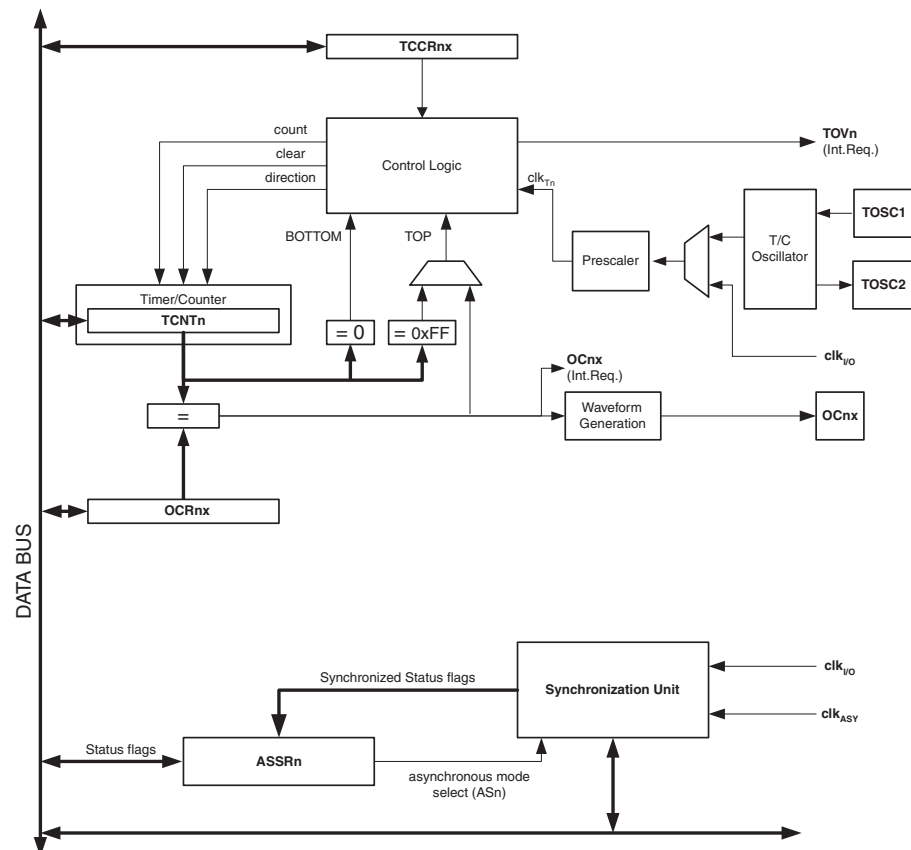 TCCRnx
count
clear
direction
Control Logic
TOVn
(Int.Req.)
clkTn
BOTTOM
TOP
TOSC1
T/C
Oscillator
Prescaler
TOSC2
Timer/Counter
TCNTn
= 0
= 0xFF
clkI/O
OCnx
(Int.Req.)
=
Waveform
Generation
OCnx
OCRnx
DATA BUS
Synchronized Status flags
Synchronization Unit
clkI/O
clkASY
Status flags
ASSRn
asynchronous mode
select (ASn)